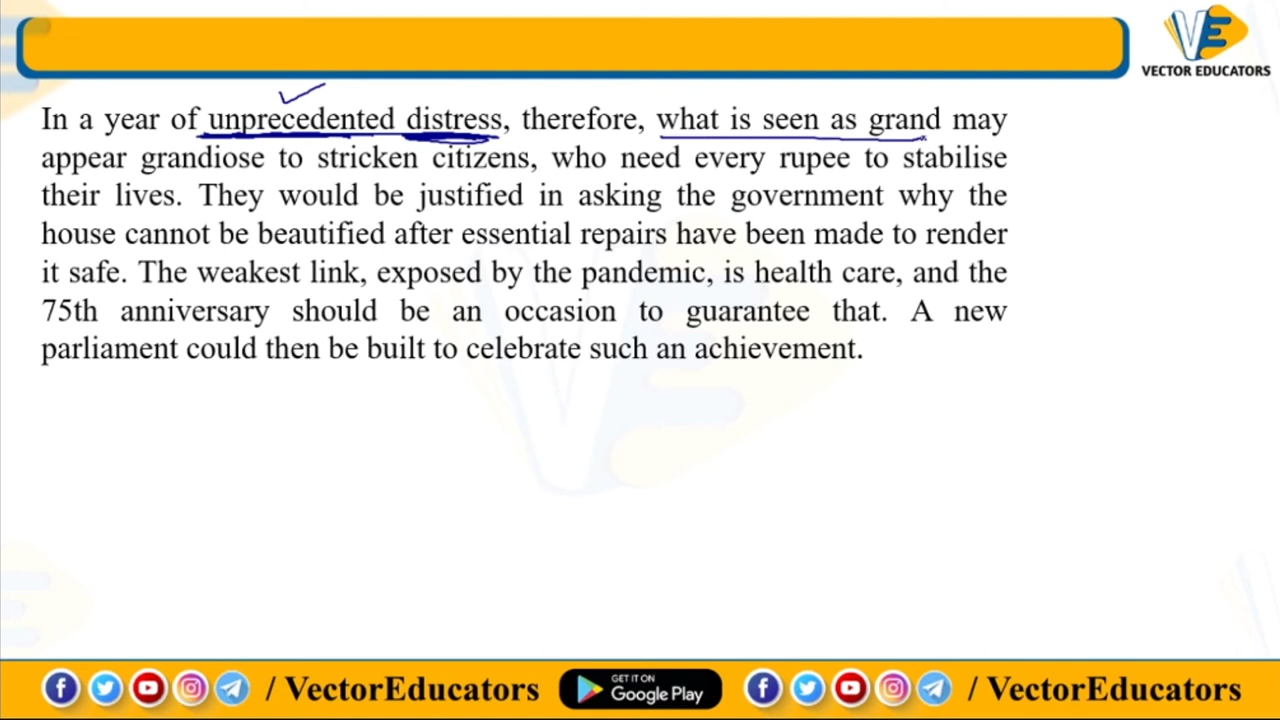 VE
VECTOR EDUCATORS
In a year of unprecedented distress, therefore, what is seen as grand may
appear grandiose to stricken citizens, who need every rupee to stabilise
their lives. They would be justified in asking the government why the
house cannot be beautified after essential repairs have been made to render
it safe. The weakest link, exposed by the pandemic, is health care, and the
75th anniversary should be an occasion to guarantee that. A new
parliament could then be built to celebrate such an achievement.
/ VectorEducators GET IT ON Google Play / VectorEducators